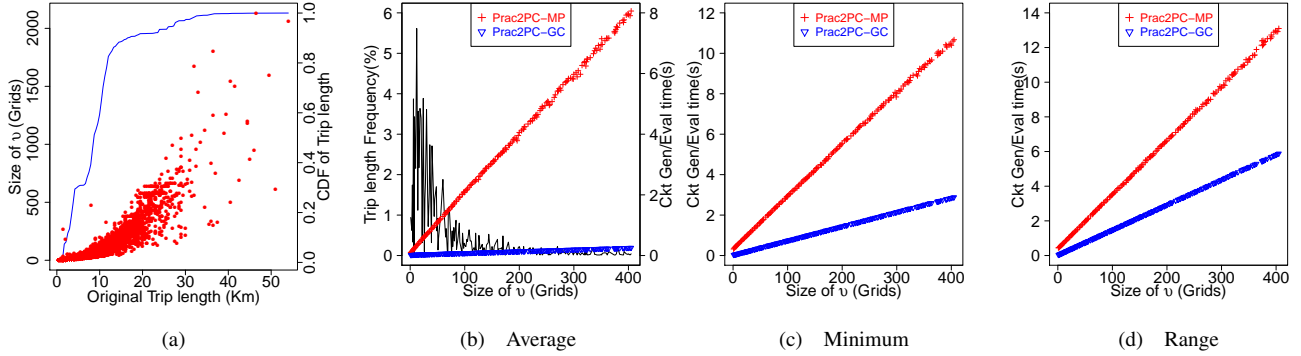 Size of υ (Grids)
0 500 1000 1500 2000
0 10 20 30 40 50
Original Trip length (Km)
0.0 0.2 0.4 0.6 0.8 1.0
CDF of Trip length
(a)
Prac2PC-MP
Prac2PC-GC
Trip length Frequency(%)
0 1 2 3 4 5 6
0 100 200 300 400
Size of υ (Grids)
0 2 4 6 8
Ckt Gen/Eval time(s)
(b) Average
Prac2PC-MP
Prac2PC-GC
Ckt Gen/Eval time(s)
0 2 4 6 8 10 12
0 100 200 300 400
Size of υ (Grids)
(c) Minimum
Prac2PC-MP
Prac2PC-GC
Ckt Gen/Eval time(s)
0 2 4 6 8 10 12 14
0 100 200 300 400
Size of υ (Grids)
(d) Range